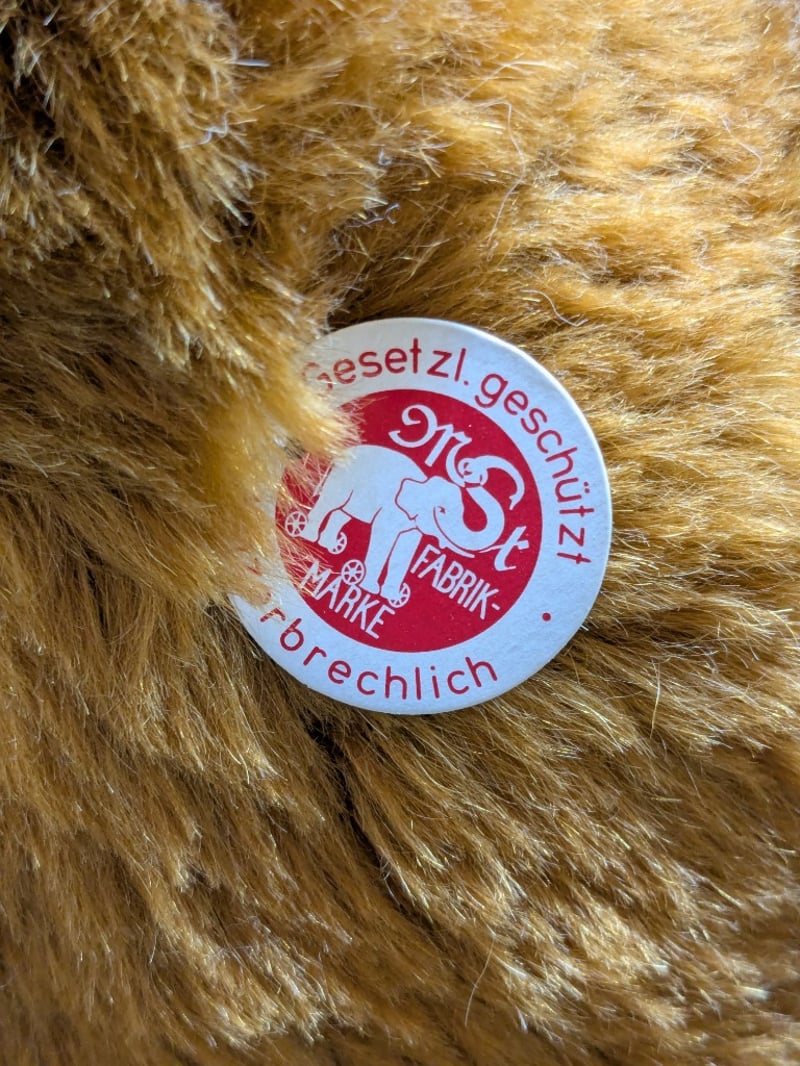 Gesetzl. geschützt
MSt
FABRIK-
MARKE
rbrechlich